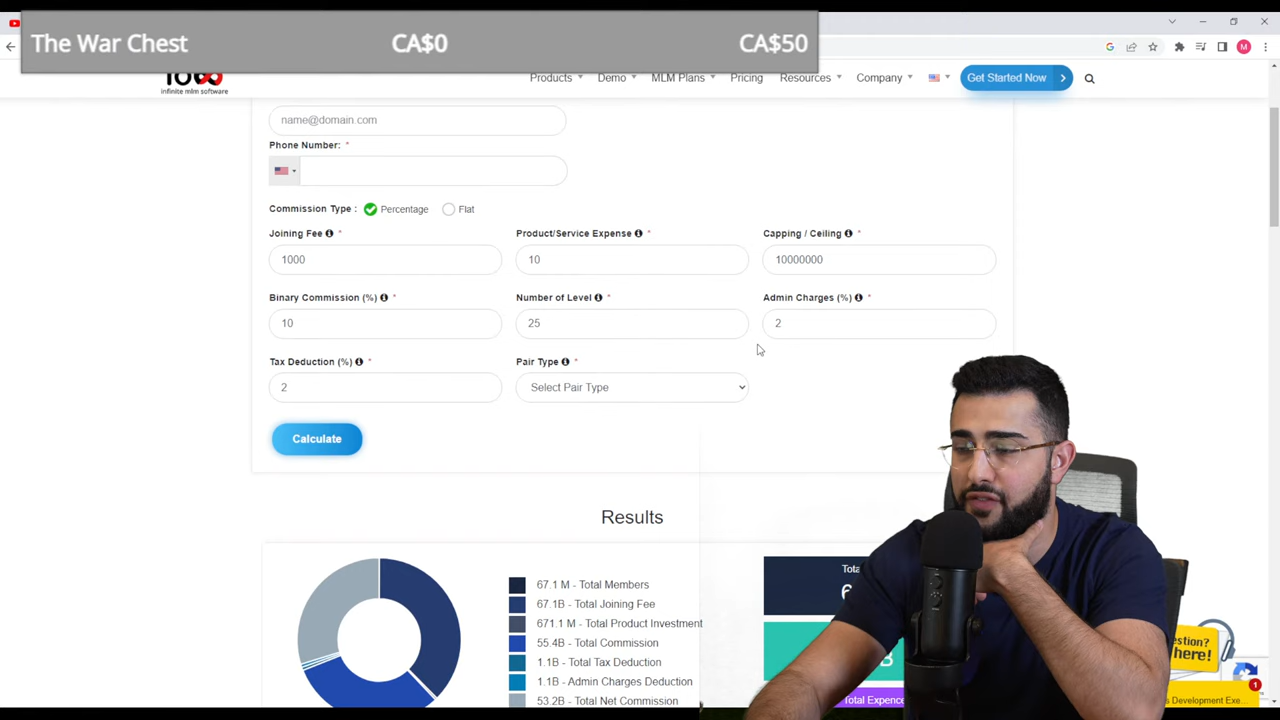 The War Chest CA$0 CA$50
infinite mlm software
Products Demo MLM Plans Pricing Resources Company Get Started Now
M
name@domain.com
Phone Number: *
Commission Type : Percentage Flat
Joining Fee * Product/Service Expense * Capping / Ceiling *
1000 10 10000000
Binary Commission (%) * Number of Level * Admin Charges (%) *
10 25 2
Tax Deduction (%) * Pair Type *
2 Select Pair Type
Calculate
Results
67.1 M - Total Members
67.1B - Total Joining Fee
671.1 M - Total Product Investment
55.4B - Total Commission
1.1B - Total Tax Deduction
1.1B - Admin Charges Deduction
53.2B - Total Net Commission
Total Expence
here!
1
Development Exe...